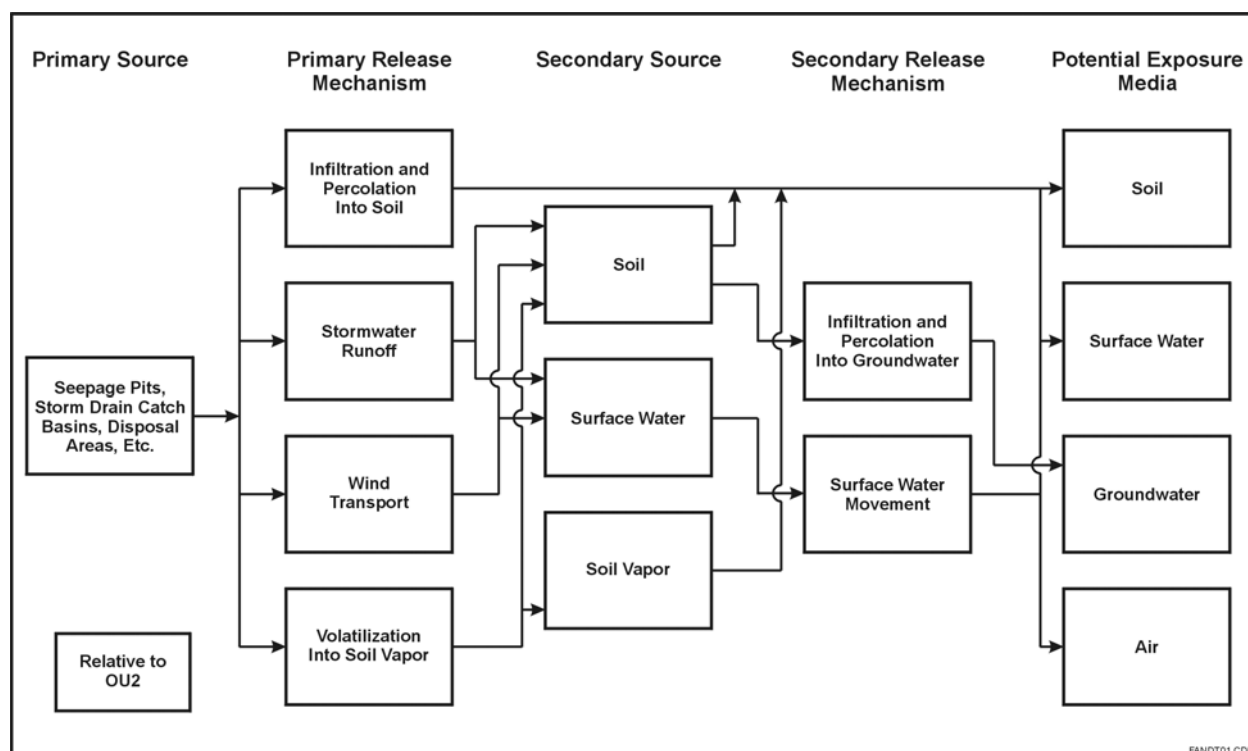 Primary Source
Primary Release
Mechanism
Secondary Source
Secondary Release
Mechanism
Potential Exposure
Media
Seepage Pits,
Storm Drain Catch
Basins, Disposal
Areas, Etc.
Relative to
OU2
Infiltration and
Percolation
Into Soil
Stormwater
Runoff
Wind
Transport
Volatilization
Into Soil Vapor
Soil
Surface Water
Soil Vapor
Infiltration and
Percolation
Into Groundwater
Surface Water
Movement
Soil
Surface Water
Groundwater
Air